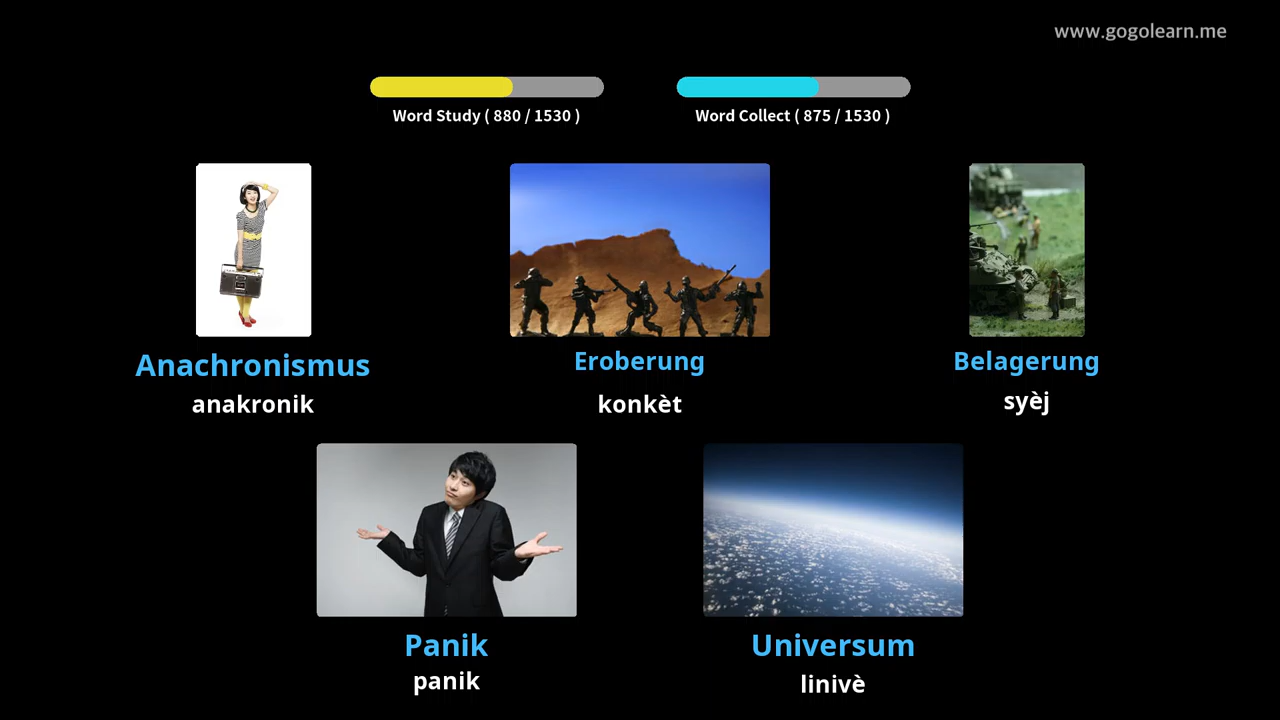 www.gogolearn.me
Word Study ( 880 / 1530 )
Word Collect ( 875 / 1530 )
Anachronismus
anakronik
Eroberung
konkèt
Belagerung
syèj
Panik
panik
Universum
linivè